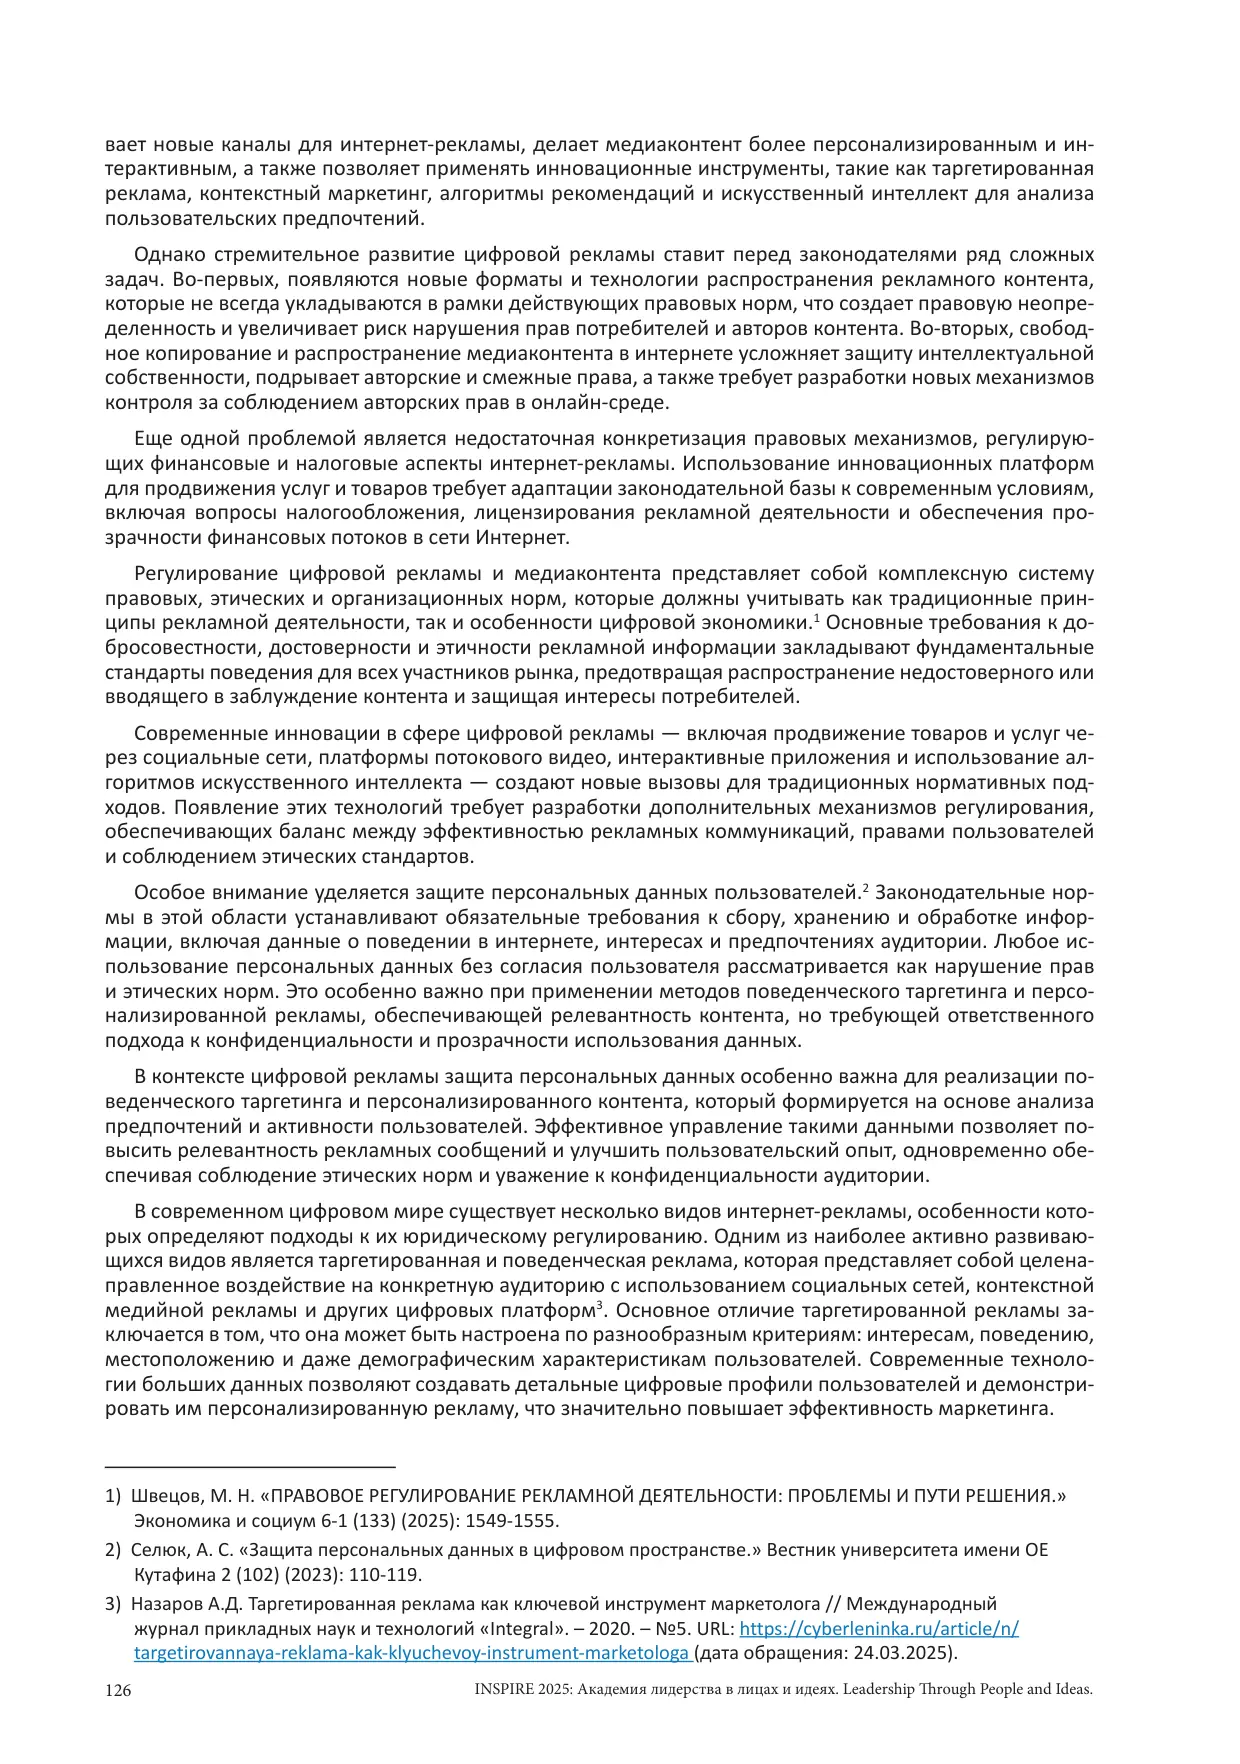 вает новые каналы для интернет-рекламы, делает медиаконтент более персонализированным и ин-
терактивным, а также позволяет применять инновационные инструменты, такие как таргетированная
реклама, контекстный маркетинг, алгоритмы рекомендаций и искусственный интеллект для анализа
пользовательских предпочтений.
Однако стремительное развитие цифровой рекламы ставит перед законодателями ряд сложных
задач. Во-первых, появляются новые форматы и технологии распространения рекламного контента,
которые не всегда укладываются в рамки действующих правовых норм, что создает правовую неопре-
деленность и увеличивает риск нарушения прав потребителей и авторов контента. Во-вторых, свобод-
ное копирование и распространение медиаконтента в интернете усложняет защиту интеллектуальной
собственности, подрывает авторские и смежные права, а также требует разработки новых механизмов
контроля за соблюдением авторских прав в онлайн-среде.
Еще одной проблемой является недостаточная конкретизация правовых механизмов, регулирую-
щих финансовые и налоговые аспекты интернет-рекламы. Использование инновационных платформ
для продвижения услуг и товаров требует адаптации законодательной базы к современным условиям,
включая вопросы налогообложения, лицензирования рекламной деятельности и обеспечения про-
зрачности финансовых потоков в сети Интернет.
Регулирование цифровой рекламы и медиаконтента представляет собой комплексную систему
правовых, этических и организационных норм, которые должны учитывать как традиционные прин-
ципы рекламной деятельности, так и особенности цифровой экономики.¹ Основные требования к до-
бросовестности, достоверности и этичности рекламной информации закладывают фундаментальные
стандарты поведения для всех участников рынка, предотвращая распространение недостоверного или
вводящего в заблуждение контента и защищая интересы потребителей.
Современные инновации в сфере цифровой рекламы — включая продвижение товаров и услуг че-
рез социальные сети, платформы потокового видео, интерактивные приложения и использование ал-
горитмов искусственного интеллекта — создают новые вызовы для традиционных нормативных под-
ходов. Появление этих технологий требует разработки дополнительных механизмов регулирования,
обеспечивающих баланс между эффективностью рекламных коммуникаций, правами пользователей
и соблюдением этических стандартов.
Особое внимание уделяется защите персональных данных пользователей.² Законодательные нор-
мы в этой области устанавливают обязательные требования к сбору, хранению и обработке инфор-
мации, включая данные о поведении в интернете, интересах и предпочтениях аудитории. Любое ис-
пользование персональных данных без согласия пользователя рассматривается как нарушение прав
и этических норм. Это особенно важно при применении методов поведенческого таргетинга и персо-
нализированной рекламы, обеспечивающей релевантность контента, но требующей ответственного
подхода к конфиденциальности и прозрачности использования данных.
В контексте цифровой рекламы защита персональных данных особенно важна для реализации по-
веденческого таргетинга и персонализированного контента, который формируется на основе анализа
предпочтений и активности пользователей. Эффективное управление такими данными позволяет по-
высить релевантность рекламных сообщений и улучшить пользовательский опыт, одновременно обе-
спечивая соблюдение этических норм и уважение к конфиденциальности аудитории.
В современном цифровом мире существует несколько видов интернет-рекламы, особенности кото-
рых определяют подходы к их юридическому регулированию. Одним из наиболее активно развиваю-
щихся видов является таргетированная и поведенческая реклама, которая представляет собой целена-
правленное воздействие на конкретную аудиторию с использованием социальных сетей, контекстной
медийной рекламы и других цифровых платформ³. Основное отличие таргетированной рекламы за-
ключается в том, что она может быть настроена по разнообразным критериям: интересам, поведению,
местоположению и даже демографическим характеристикам пользователей. Современные техноло-
гии больших данных позволяют создавать детальные цифровые профили пользователей и демонстри-
ровать им персонализированную рекламу, что значительно повышает эффективность маркетинга.
1) Швецов, М. Н. «ПРАВОВОЕ РЕГУЛИРОВАНИЕ РЕКЛАМНОЙ ДЕЯТЕЛЬНОСТИ: ПРОБЛЕМЫ И ПУТИ РЕШЕНИЯ.»
Экономика и социум 6-1 (133) (2025): 1549-1555.
2) Селюк, А. С. «Защита персональных данных в цифровом пространстве.» Вестник университета имени ОЕ
Кутафина 2 (102) (2023): 110-119.
3) Назаров А.Д. Таргетированная реклама как ключевой инструмент маркетолога // Международный
журнал прикладных наук и технологий «Integral». – 2020. – №5. URL: https://cyberleninka.ru/article/n/
targetirovannaya-reklama-kak-klyuchevoy-instrument-marketologa (дата обращения: 24.03.2025).
126 INSPIRE 2025: Академия лидерства в лицах и идеях. Leadership Through People and Ideas.